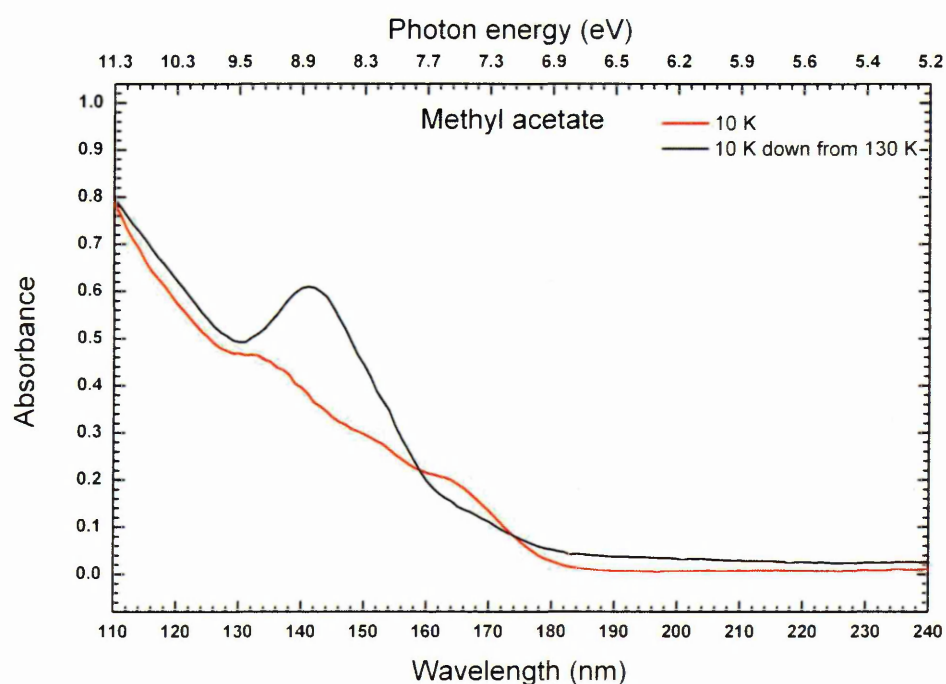 Photon energy (eV)
11.3 10.3 9.5 8.9 8.3 7.7 7.3 6.9 6.5 6.2 5.9 5.6 5.4 5.2
Methyl acetate
10 K
10 K down from 130 K
1.0
0.9
0.8
0.7
0.6
0.5
0.4
0.3
0.2
0.1
0.0
Absorbance
110 120 130 140 150 160 170 180 190 200 210 220 230 240
Wavelength (nm)